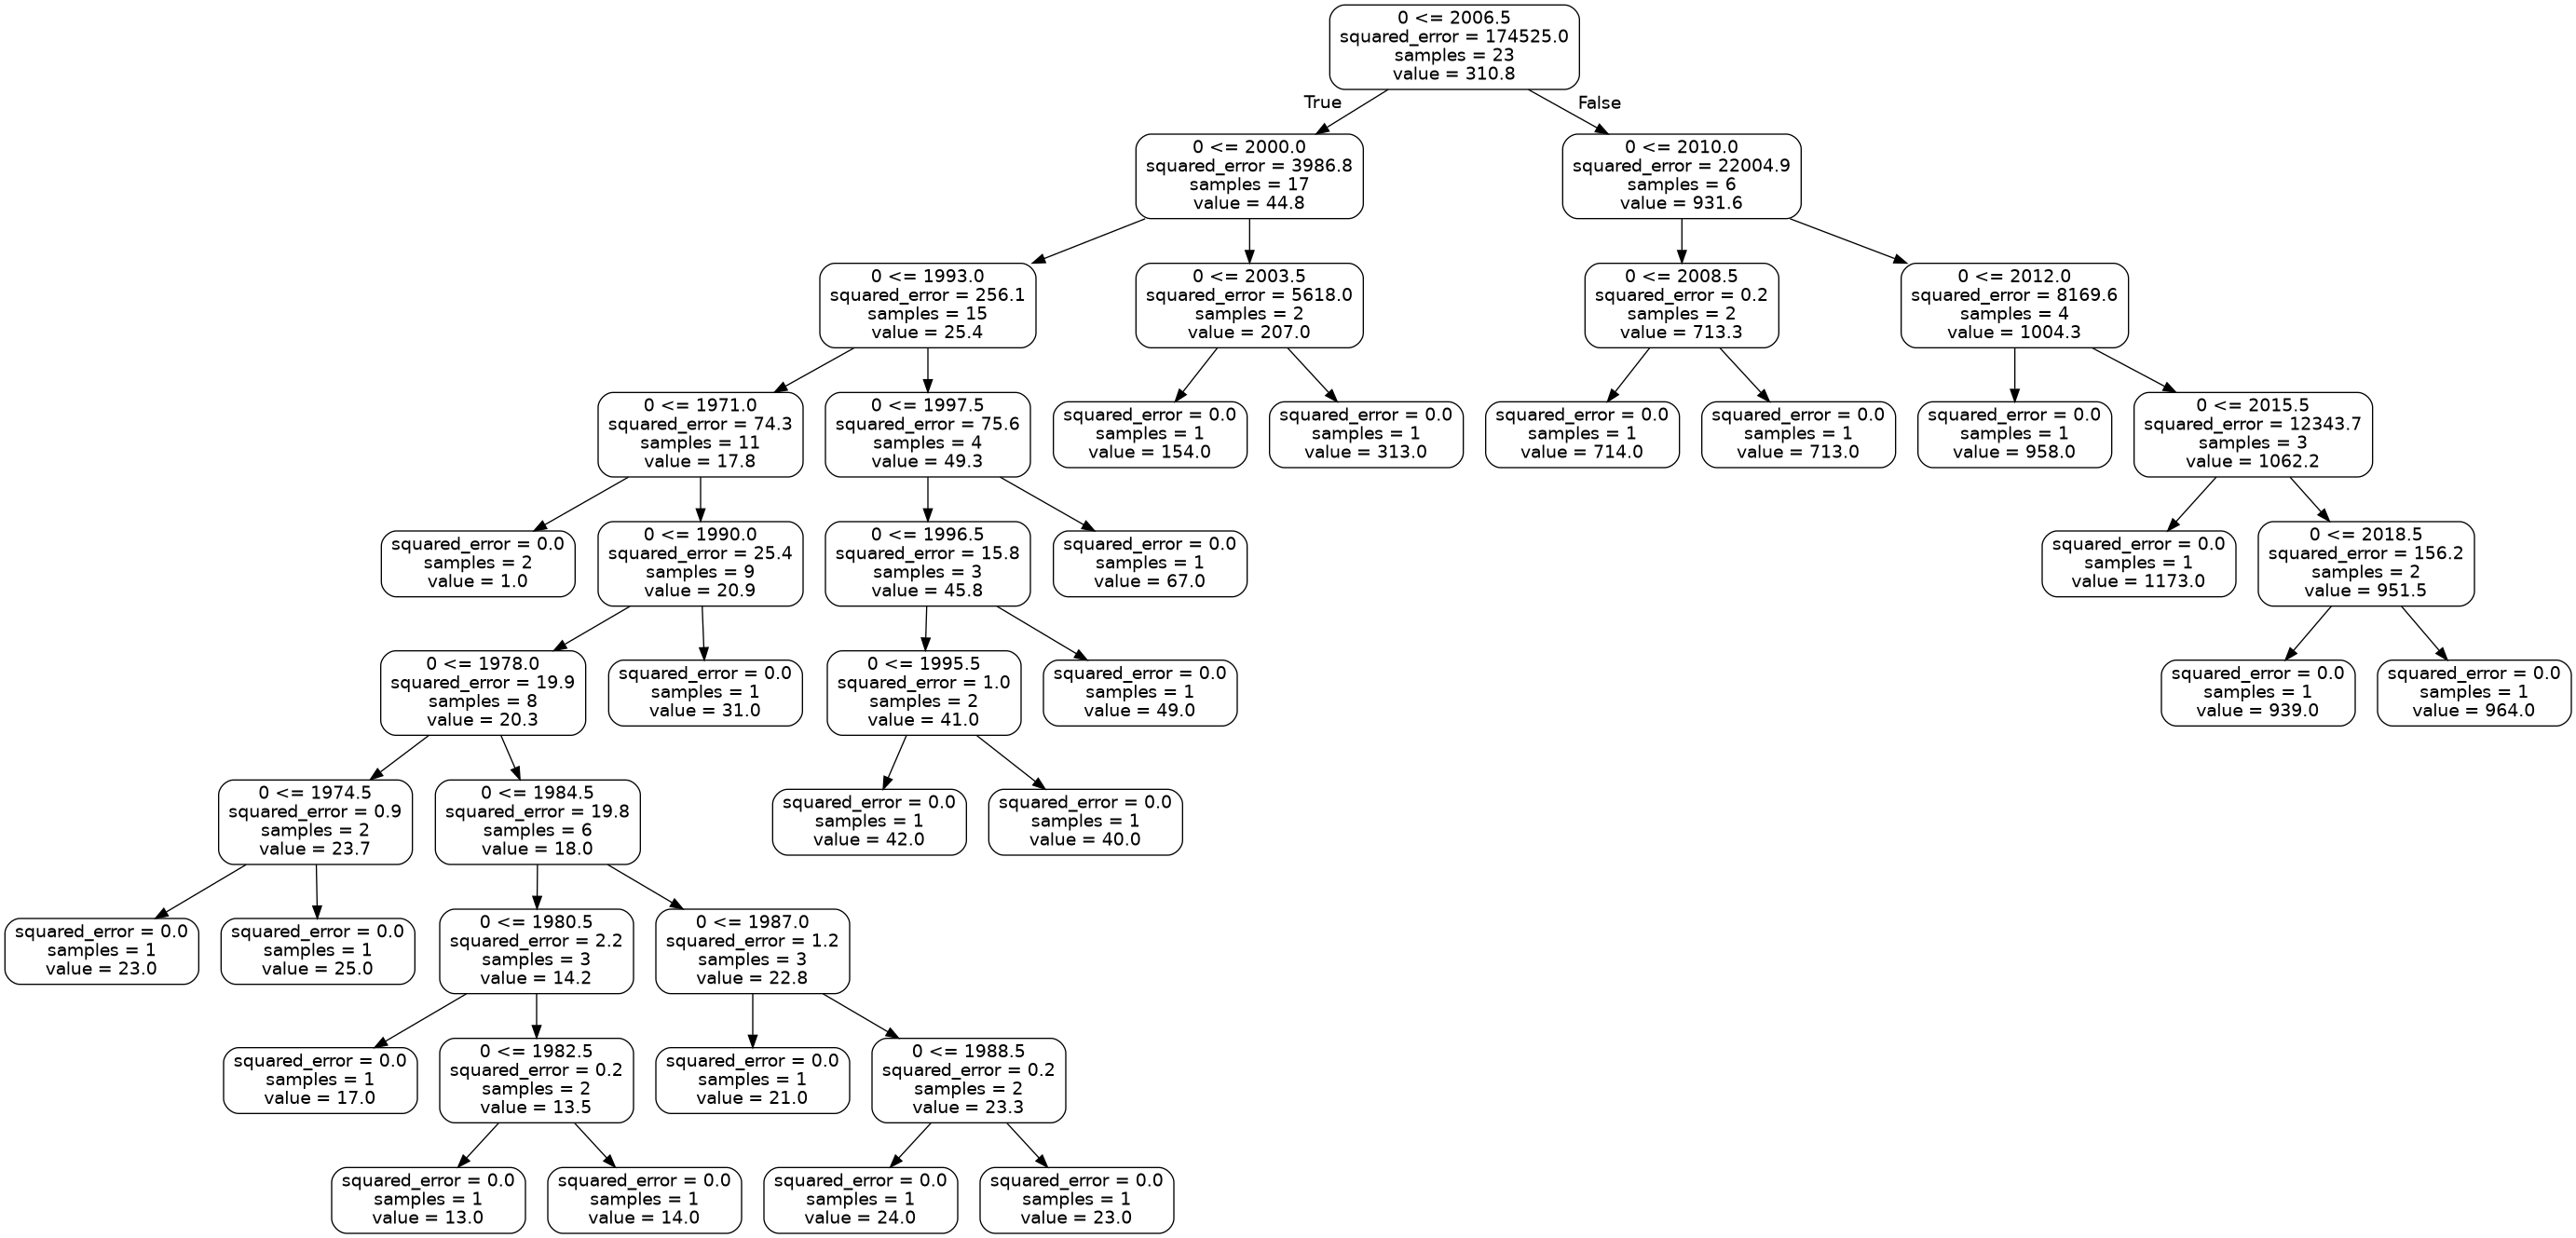 0 <= 2006.5
squared_error = 174525.0
samples = 23
value = 310.8
True
False
0 <= 2000.0
squared_error = 3986.8
samples = 17
value = 44.8
0 <= 2010.0
squared_error = 22004.9
samples = 6
value = 931.6
0 <= 1993.0
squared_error = 256.1
samples = 15
value = 25.4
0 <= 2003.5
squared_error = 5618.0
samples = 2
value = 207.0
0 <= 2008.5
squared_error = 0.2
samples = 2
value = 713.3
0 <= 2012.0
squared_error = 8169.6
samples = 4
value = 1004.3
0 <= 1971.0
squared_error = 74.3
samples = 11
value = 17.8
0 <= 1997.5
squared_error = 75.6
samples = 4
value = 49.3
squared_error = 0.0
samples = 1
value = 154.0
squared_error = 0.0
samples = 1
value = 313.0
squared_error = 0.0
samples = 1
value = 714.0
squared_error = 0.0
samples = 1
value = 713.0
squared_error = 0.0
samples = 1
value = 958.0
0 <= 2015.5
squared_error = 12343.7
samples = 3
value = 1062.2
squared_error = 0.0
samples = 2
value = 1.0
0 <= 1990.0
squared_error = 25.4
samples = 9
value = 20.9
0 <= 1996.5
squared_error = 15.8
samples = 3
value = 45.8
squared_error = 0.0
samples = 1
value = 67.0
squared_error = 0.0
samples = 1
value = 1173.0
0 <= 2018.5
squared_error = 156.2
samples = 2
value = 951.5
0 <= 1978.0
squared_error = 19.9
samples = 8
value = 20.3
squared_error = 0.0
samples = 1
value = 31.0
0 <= 1995.5
squared_error = 1.0
samples = 2
value = 41.0
squared_error = 0.0
samples = 1
value = 49.0
squared_error = 0.0
samples = 1
value = 939.0
squared_error = 0.0
samples = 1
value = 964.0
0 <= 1974.5
squared_error = 0.9
samples = 2
value = 23.7
0 <= 1984.5
squared_error = 19.8
samples = 6
value = 18.0
squared_error = 0.0
samples = 1
value = 42.0
squared_error = 0.0
samples = 1
value = 40.0
squared_error = 0.0
samples = 1
value = 23.0
squared_error = 0.0
samples = 1
value = 25.0
0 <= 1980.5
squared_error = 2.2
samples = 3
value = 14.2
0 <= 1987.0
squared_error = 1.2
samples = 3
value = 22.8
squared_error = 0.0
samples = 1
value = 17.0
0 <= 1982.5
squared_error = 0.2
samples = 2
value = 13.5
squared_error = 0.0
samples = 1
value = 21.0
0 <= 1988.5
squared_error = 0.2
samples = 2
value = 23.3
squared_error = 0.0
samples = 1
value = 13.0
squared_error = 0.0
samples = 1
value = 14.0
squared_error = 0.0
samples = 1
value = 24.0
squared_error = 0.0
samples = 1
value = 23.0